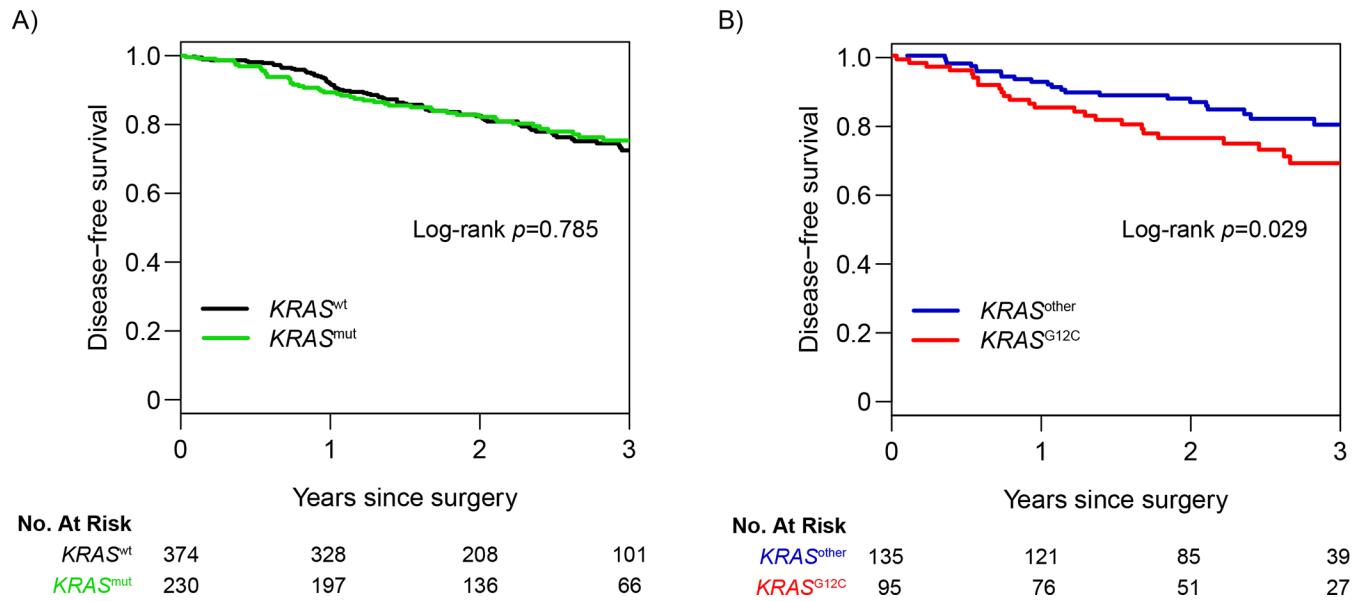 A)
Disease–free survival
1.0
0.8
0.6
0.4
0.2
0
Log-rank p=0.785
KRASwt
KRASmut
0 1 2 3
Years since surgery
No. At Risk
KRASwt 374 328 208 101
KRASmut 230 197 136 66
B)
Disease–free survival
1.0
0.8
0.6
0.4
0.2
0
Log-rank p=0.029
KRASother
KRASG12C
0 1 2 3
Years since surgery
No. At Risk
KRASother 135 121 85 39
KRASG12C 95 76 51 27